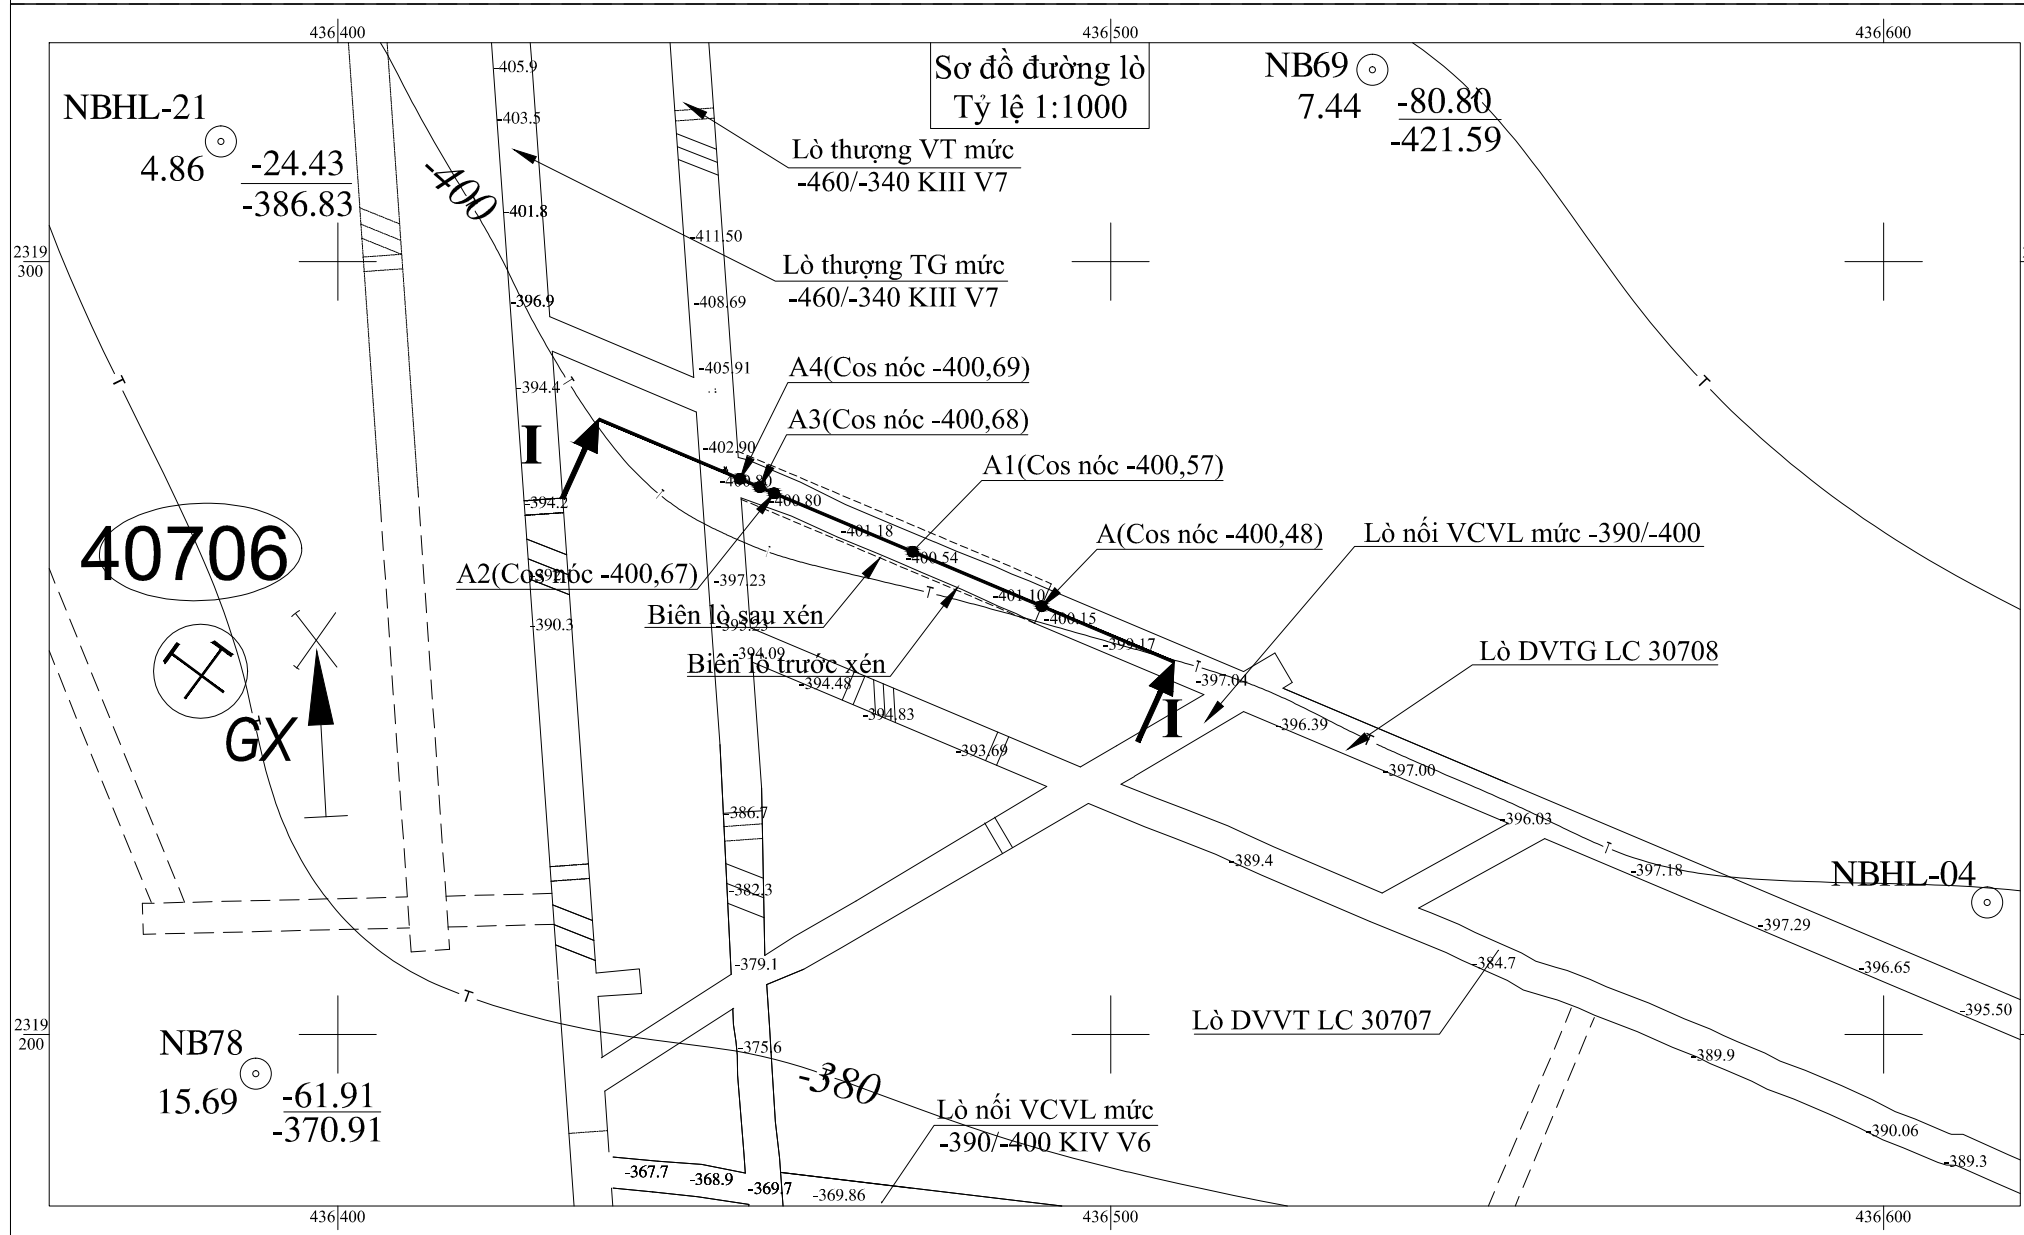 436400
436500
436600
Sơ đồ đường lò
Tỷ lệ 1:1000
NB69
7.44
-80.80
-421.59
NBHL-21
4.86
-24.43
-386.83
-405.9
-403.5
-400
-401.8
Lò thượng VT mức
-460/-340 KIII V7
-411.50
2319
300
Lò thượng TG mức
-460/-340 KIII V7
-396.9
-408.69
-405.91
-394.4
A4(Cos nóc -400,69)
A3(Cos nóc -400,68)
I
-402.90
A1(Cos nóc -400,57)
-400.80
-400.80
-394.2
-401.18
A(Cos nóc -400,48)
Lò nối VCVL mức -390/-400
-400.54
40706
A2(Cos nóc -400,67)
-397.23
Biên lò sau xén
-401.10
-400.15
-390.3
-395.23
-399.17
-394.09
Biên lò trước xén
Lò DVTG LC 30708
-394.48
-397.04
-394.83
I
-396.39
GX
-393.69
-397.00
-386.7
-396.03
-389.4
-397.18
NBHL-04
-382.3
-397.29
-379.1
-384.7
-396.65
-395.50
2319
200
Lò DVVT LC 30707
NB78
15.69
-61.91
-370.91
-375.6
-380
-389.9
Lò nối VCVL mức
-390/-400 KIV V6
-390.06
-389.3
-367.7
-368.9
-369.7
-369.86
436400
436500
436600